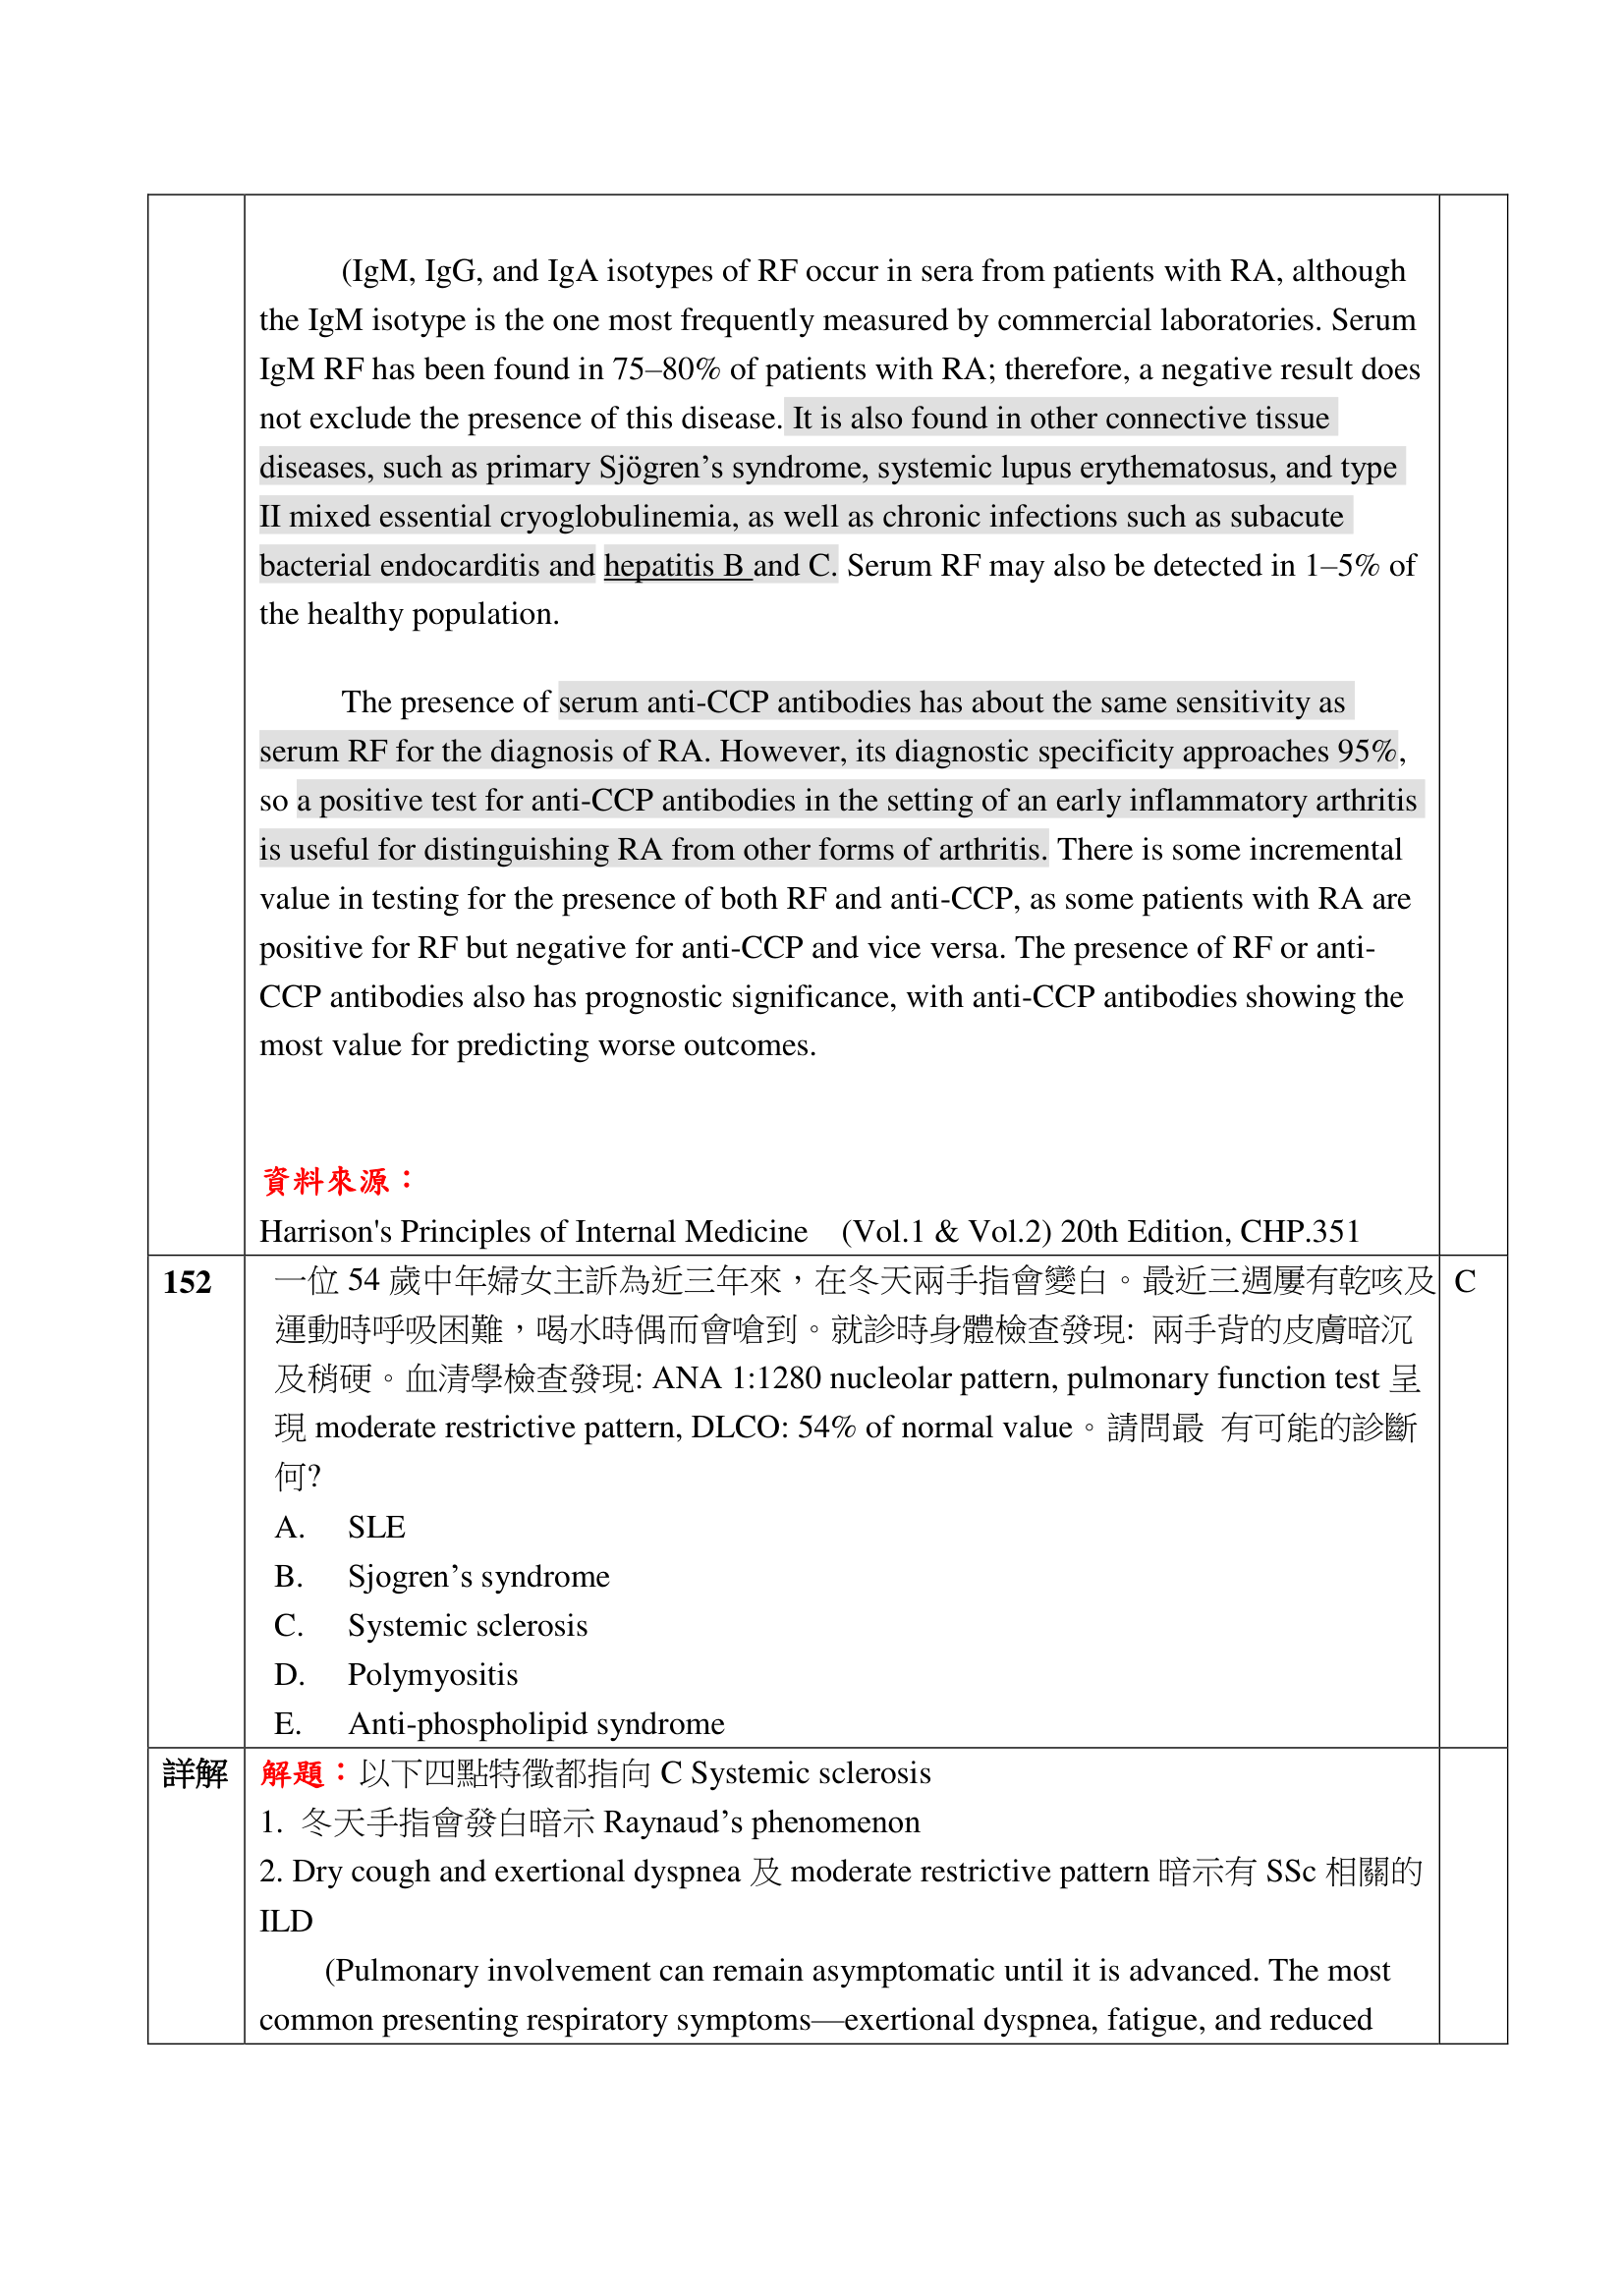 (IgM, IgG, and IgA isotypes of RF occur in sera from patients with RA, although
the IgM isotype is the one most frequently measured by commercial laboratories. Serum
IgM RF has been found in 75–80% of patients with RA; therefore, a negative result does
not exclude the presence of this disease. It is also found in other connective tissue
diseases, such as primary Sjögren’s syndrome, systemic lupus erythematosus, and type
II mixed essential cryoglobulinemia, as well as chronic infections such as subacute
bacterial endocarditis and hepatitis B and C. Serum RF may also be detected in 1–5% of
the healthy population.
The presence of serum anti-CCP antibodies has about the same sensitivity as
serum RF for the diagnosis of RA. However, its diagnostic specificity approaches 95%,
so a positive test for anti-CCP antibodies in the setting of an early inflammatory arthritis
is useful for distinguishing RA from other forms of arthritis. There is some incremental
value in testing for the presence of both RF and anti-CCP, as some patients with RA are
positive for RF but negative for anti-CCP and vice versa. The presence of RF or anti-
CCP antibodies also has prognostic significance, with anti-CCP antibodies showing the
most value for predicting worse outcomes.
資料來源：
Harrison's Principles of Internal Medicine (Vol.1 & Vol.2) 20th Edition, CHP.351
152 一位 54 歲中年婦女主訴為近三年來，在冬天兩手指會變白。最近三週屢有乾咳及 C
運動時呼吸困難，喝水時偶而會嗆到。就診時身體檢查發現: 兩手背的皮膚暗沉
及稍硬。血清學檢查發現: ANA 1:1280 nucleolar pattern, pulmonary function test 呈
現 moderate restrictive pattern, DLCO: 54% of normal value。請問最 有可能的診斷
何?
A. SLE
B. Sjogren’s syndrome
C. Systemic sclerosis
D. Polymyositis
E. Anti-phospholipid syndrome
詳解 解題：以下四點特徵都指向 C Systemic sclerosis
1. 冬天手指會發白暗示 Raynaud’s phenomenon
2. Dry cough and exertional dyspnea 及 moderate restrictive pattern 暗示有 SSc 相關的
ILD
(Pulmonary involvement can remain asymptomatic until it is advanced. The most
common presenting respiratory symptoms—exertional dyspnea, fatigue, and reduced